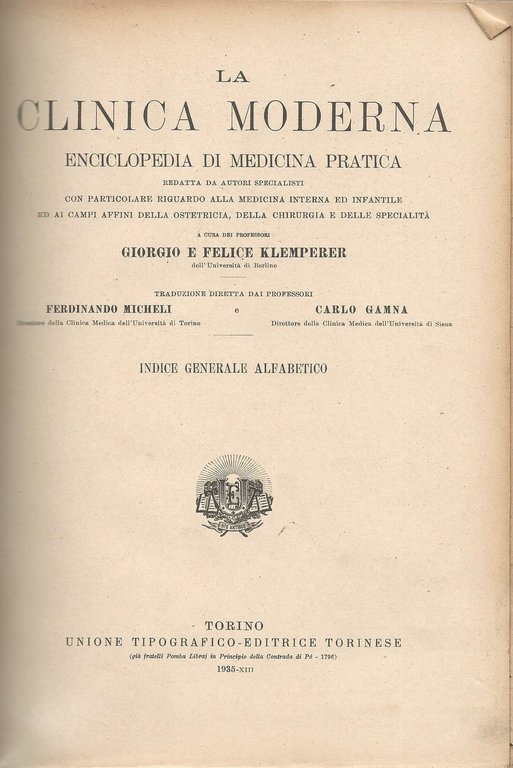 LA
CLINICA MODERNA
ENCICLOPEDIA DI MEDICINA PRATICA
REDATTA DA AUTORI SPECIALISTI
CON PARTICOLARE RIGUARDO ALLA MEDICINA INTERNA ED INFANTILE
ED AI CAMPI AFFINI DELLA OSTETRICIA, DELLA CHIRURGIA E DELLE SPECIALITÀ
A CURA DEI PROFESSORI
GIORGIO E FELICE KLEMPERER
dell'Università di Berlino
TRADUZIONE DIRETTA DAI PROFESSORI
FERDINANDO MICHELI e CARLO GAMNA
Direttore della Clinica Medica dell'Università di Torino Direttore della Clinica Medica dell'Università di Siena
INDICE GENERALE ALFABETICO
TORINO
UNIONE TIPOGRAFICO-EDITRICE TORINESE
(già fratelli Pomba Libraj in Principio della Contrada di Pò - 1796)
1935-XIII